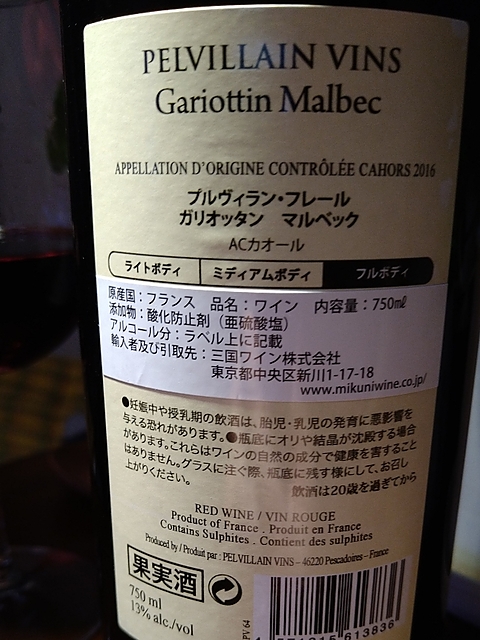 PELVILLAIN VINS
Gariottin Malbec
APPELLATION D'ORIGINE CONTRÔLÉE CAHORS 2016
プルヴィラン・フレール
ガリオッタン マルベック
ACカオール
ライトボディ ミディアムボディ フルボディ
原産国：フランス 品名：ワイン 内容量：750㎖
添加物：酸化防止剤（亜硫酸塩）
アルコール分：ラベル上に記載
輸入者及び引取先：三国ワイン株式会社
東京都中央区新川1-17-18
www.mikuniwine.co.jp/
●妊娠中や授乳期の飲酒は、胎児・乳児の発育に悪影響を
与える恐れがあります。●瓶底にオリや結晶が沈殿する場合
がありますが。これらはワインの自然の成分で健康を害すること
はありません。グラスに注ぐ際、瓶底に残す様にして、お召し
上がりください。
飲酒は20歳を過ぎてから
RED WINE / VIN ROUGE
Product of France . Produit en France
Contains Sulphites . Contient des sulphites
Produced by / Produit par : PELVILLAIN VINS – 46220 Pescadoires – France
果実酒
750 ml
13% alc./vol
PV 64
613836